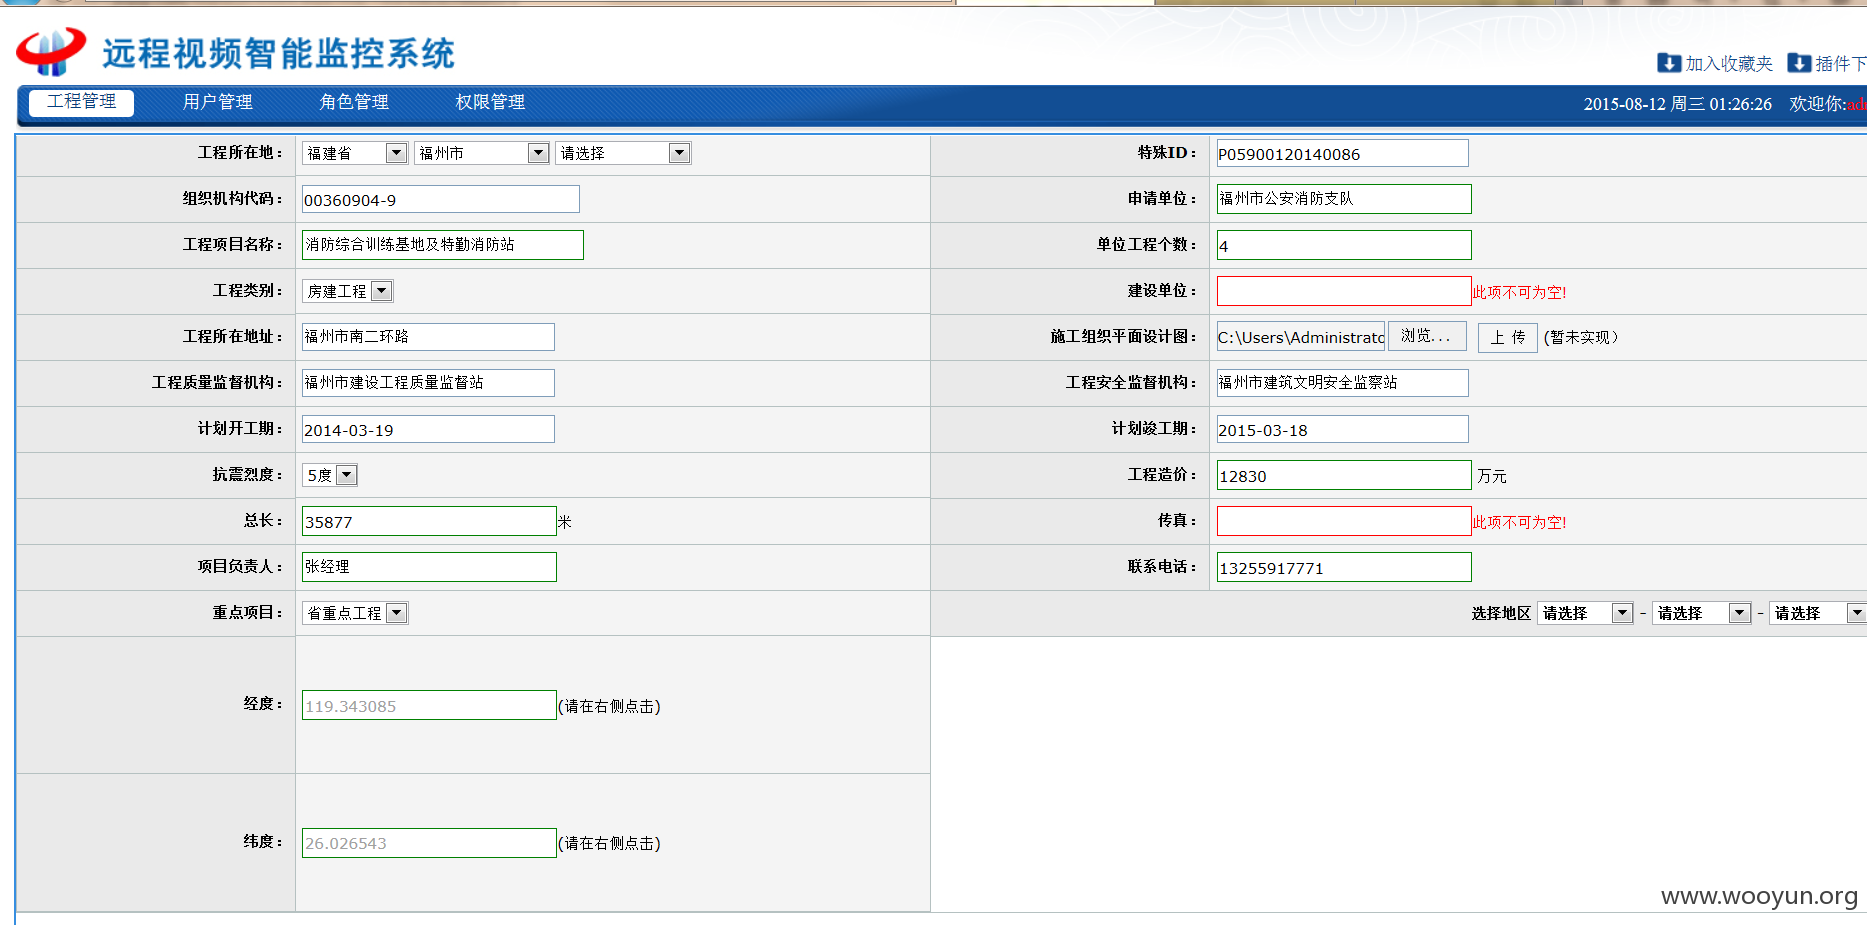 远程视频智能监控系统
加入收藏夹 插件下
工程管理 用户管理 角色管理 权限管理 2015-08-12 周三 01:26:26 欢迎你:ad
工程所在地： 福建省 福州市 请选择 特殊ID： P05900120140086
组织机构代码： 00360904-9 申请单位： 福州市公安消防支队
工程项目名称： 消防综合训练基地及特勤消防站 单位工程个数： 4
工程类别： 房建工程 建设单位： 此项不可为空!
工程所在地址： 福州市南二环路 施工组织平面设计图： C:\Users\Administrato 浏览... 上 传 (暂未实现)
工程质量监督机构： 福州市建设工程质量监督站 工程安全监督机构： 福州市建筑文明安全监察站
计划开工期： 2014-03-19 计划竣工期： 2015-03-18
抗震烈度： 5度 工程造价： 12830 万元
总长： 35877 米 传真： 此项不可为空!
项目负责人： 张经理 联系电话： 13255917771
重点项目： 省重点工程 选择地区 请选择 - 请选择 - 请选择
经度： 119.343085 (请在右侧点击)
纬度： 26.026543 (请在右侧点击)
www.wooyun.org